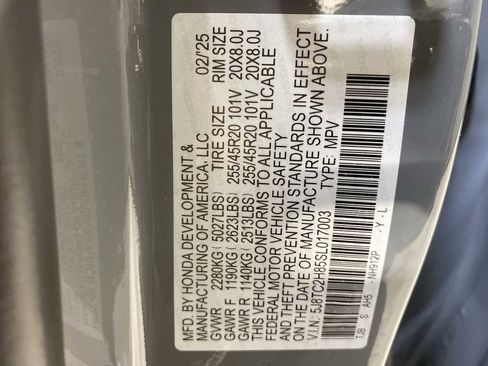 MFD. BY HONDA DEVELOPMENT &
MANUFACTURING OF AMERICA, LLC 02/25
TIRE SIZE RIM SIZE
GVWR 2280KG(5027LBS)
GAWR F 1190KG(2623LBS) 255/45R20 101V 20X8.0J
GAWR R 1140KG(2513LBS) 255/45R20 101V 20X8.0J
THIS VEHICLE CONFORMS TO ALL APPLICABLE
FEDERAL MOTOR VEHICLE SAFETY
AND THEFT PREVENTION STANDARDS IN EFFECT
ON THE DATE OF MANUFACTURE SHOWN ABOVE.
V.I.N.: 5J8TC2H85SL017003 TYPE: MPV
TJB S AH5 -NH912P -Y-L